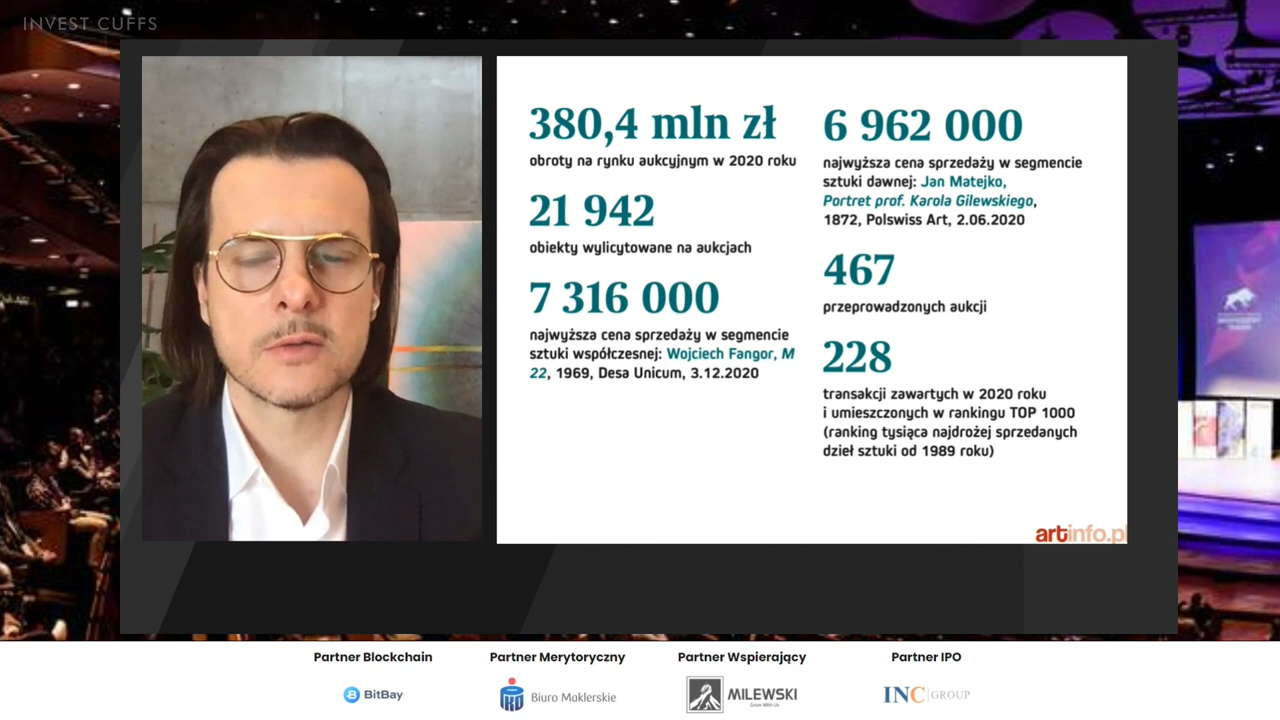 INVEST CUFFS
380,4 mln zł
obroty na rynku aukcyjnym w 2020 roku
21 942
obiekty wylicytowane na aukcjach
7 316 000
najwyższa cena sprzedaży w segmencie
sztuki współczesnej: Wojciech Fangor, M
22, 1969, Desa Unicum, 3.12.2020
6 962 000
najwyższa cena sprzedaży w segmencie
sztuki dawnej: Jan Matejko,
Portret prof. Karola Gilewskiego,
1872, Polswiss Art, 2.06.2020
467
przeprowadzonych aukcji
228
transakcji zawartych w 2020 roku
i umieszczonych w rankingu TOP 1000
(ranking tysiąca najdrożej sprzedanych
dzieł sztuki od 1989 roku)
artinfo.pl
Partner Blockchain
Partner Merytoryczny
Partner Wspierający
Partner IPO
BitBay
Biuro Maklerskie
MILEWSKI
Grow With Us
INC GROUP